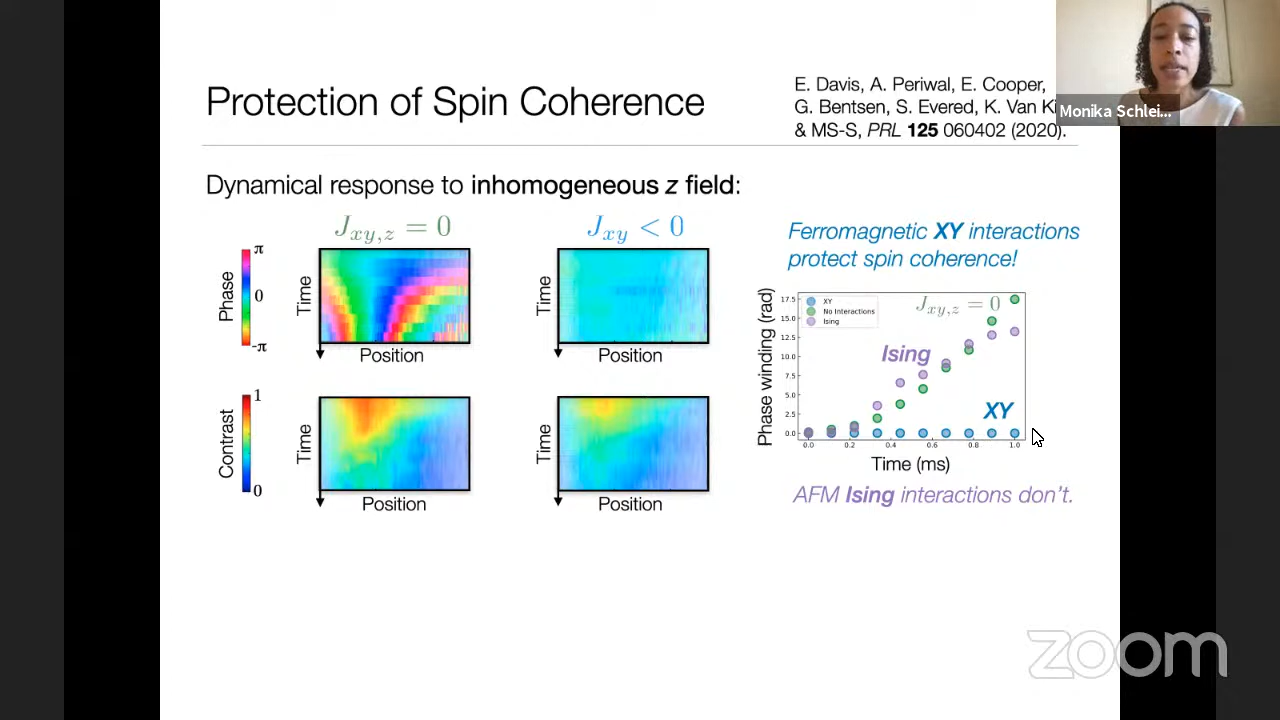 Protection of Spin Coherence
E. Davis, A. Periwal, E. Cooper,
G. Bentsen, S. Evered, K. Van Ki
& MS-S, PRL 125 060402 (2020).
Monika Schlei...
Dynamical response to inhomogeneous z field:
J_{xy,z} = 0
J_{xy} < 0
Phase
π
0
-π
Time
Position
Time
Position
Contrast
1
0
Time
Position
Time
Position
Ferromagnetic XY interactions
protect spin coherence!
Phase winding (rad)
17.5
15.0
12.5
10.0
7.5
5.0
2.5
0.0
XY
No Interactions
Ising
J_{xy,z} = 0
Ising
XY
0.0 0.2 0.4 0.6 0.8 1.0
Time (ms)
AFM Ising interactions don't.
zoom